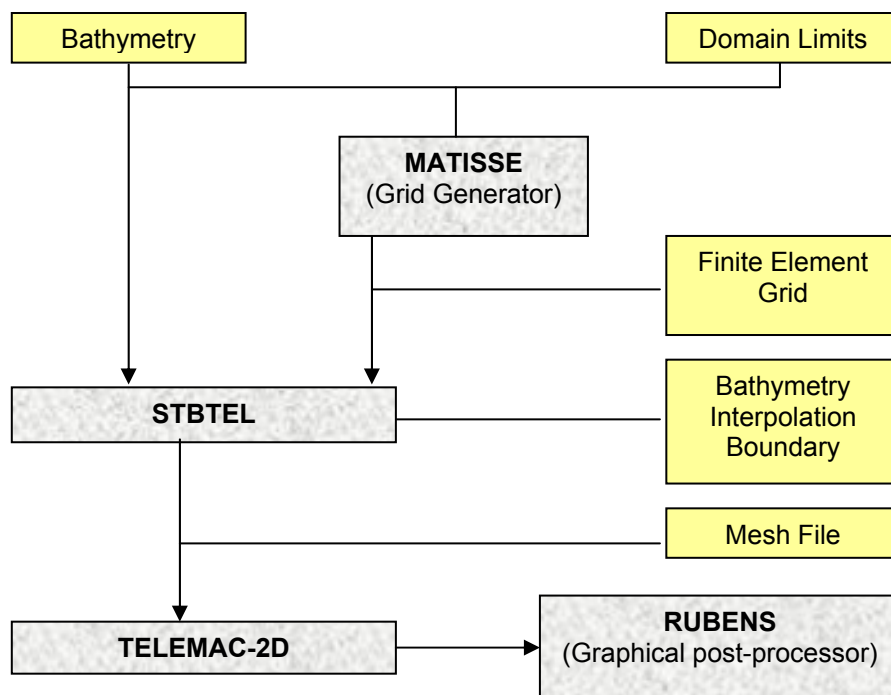 Bathymetry
Domain Limits
MATISSE
(Grid Generator)
Finite Element
Grid
STBTEL
Bathymetry
Interpolation
Boundary
Mesh File
TELEMAC-2D
RUBENS
(Graphical post-processor)